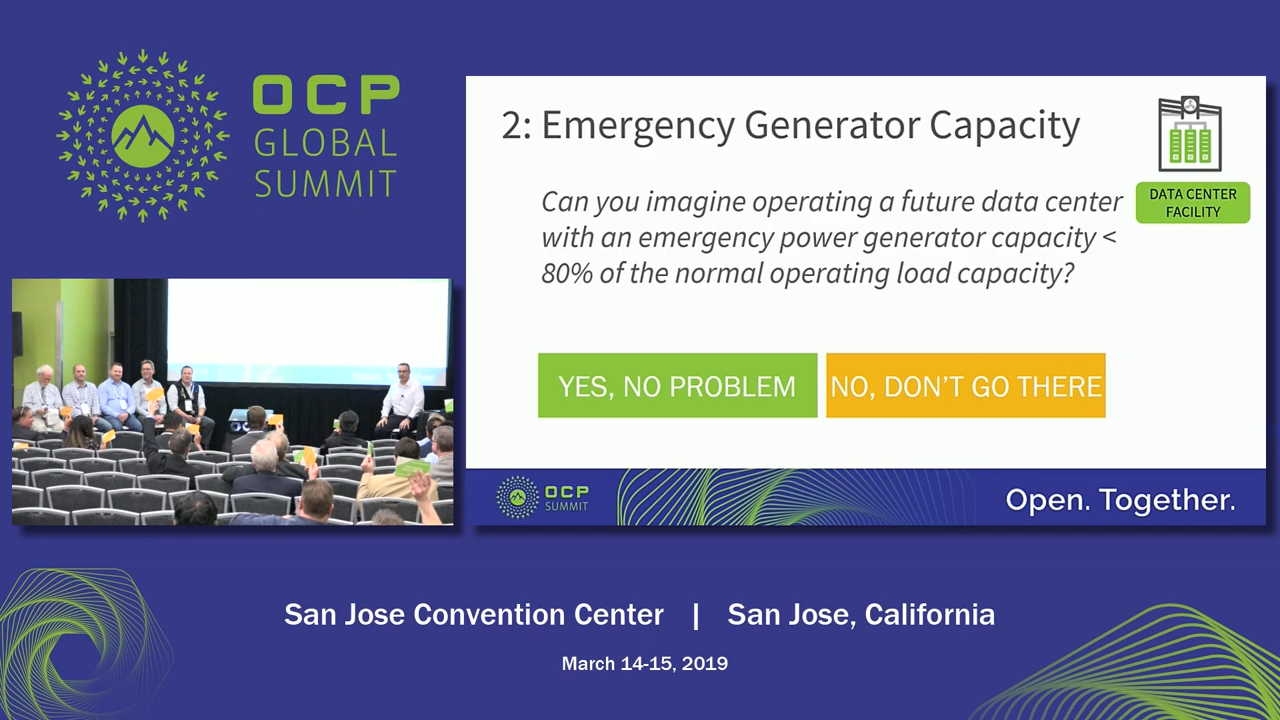 OCP
GLOBAL
SUMMIT
2: Emergency Generator Capacity
DATA CENTER
FACILITY
Can you imagine operating a future data center
with an emergency power generator capacity <
80% of the normal operating load capacity?
YES, NO PROBLEM
NO, DON'T GO THERE
OCP
SUMMIT
Open. Together.
San Jose Convention Center | San Jose, California
March 14-15, 2019